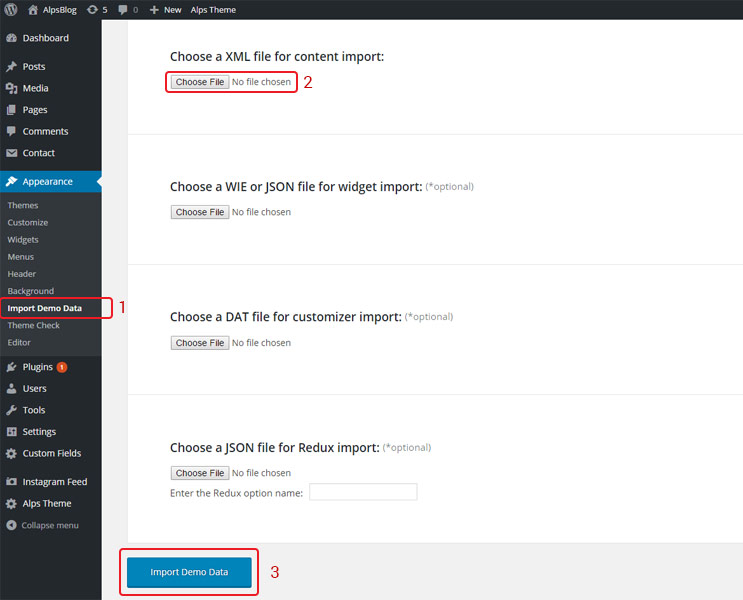 AlpsBlog 5 0 New Alps Theme
Dashboard
Posts
Media
Pages
Comments
Contact
Appearance
Themes
Customize
Widgets
Menus
Header
Background
Import Demo Data 1
Theme Check
Editor
Plugins 1
Users
Tools
Settings
Custom Fields
Instagram Feed
Alps Theme
Collapse menu
Choose a XML file for content import:
Choose File No file chosen 2
Choose a WIE or JSON file for widget import: (*optional)
Choose File No file chosen
Choose a DAT file for customizer import: (*optional)
Choose File No file chosen
Choose a JSON file for Redux import: (*optional)
Choose File No file chosen
Enter the Redux option name:
Import Demo Data 3